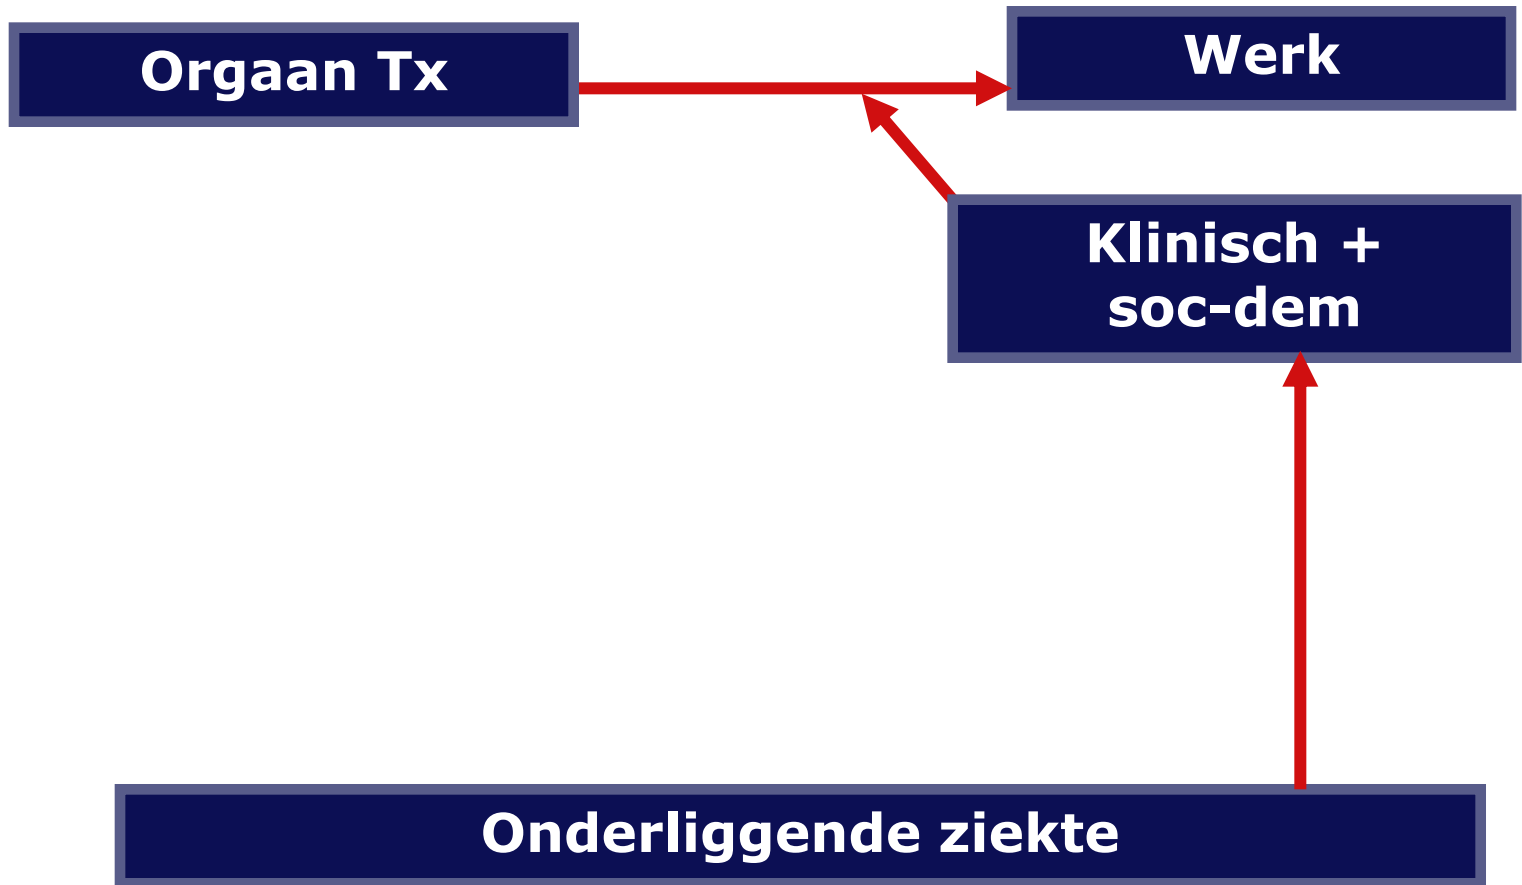 Orgaan Tx
Werk
Klinisch +
soc-dem
Onderliggende ziekte